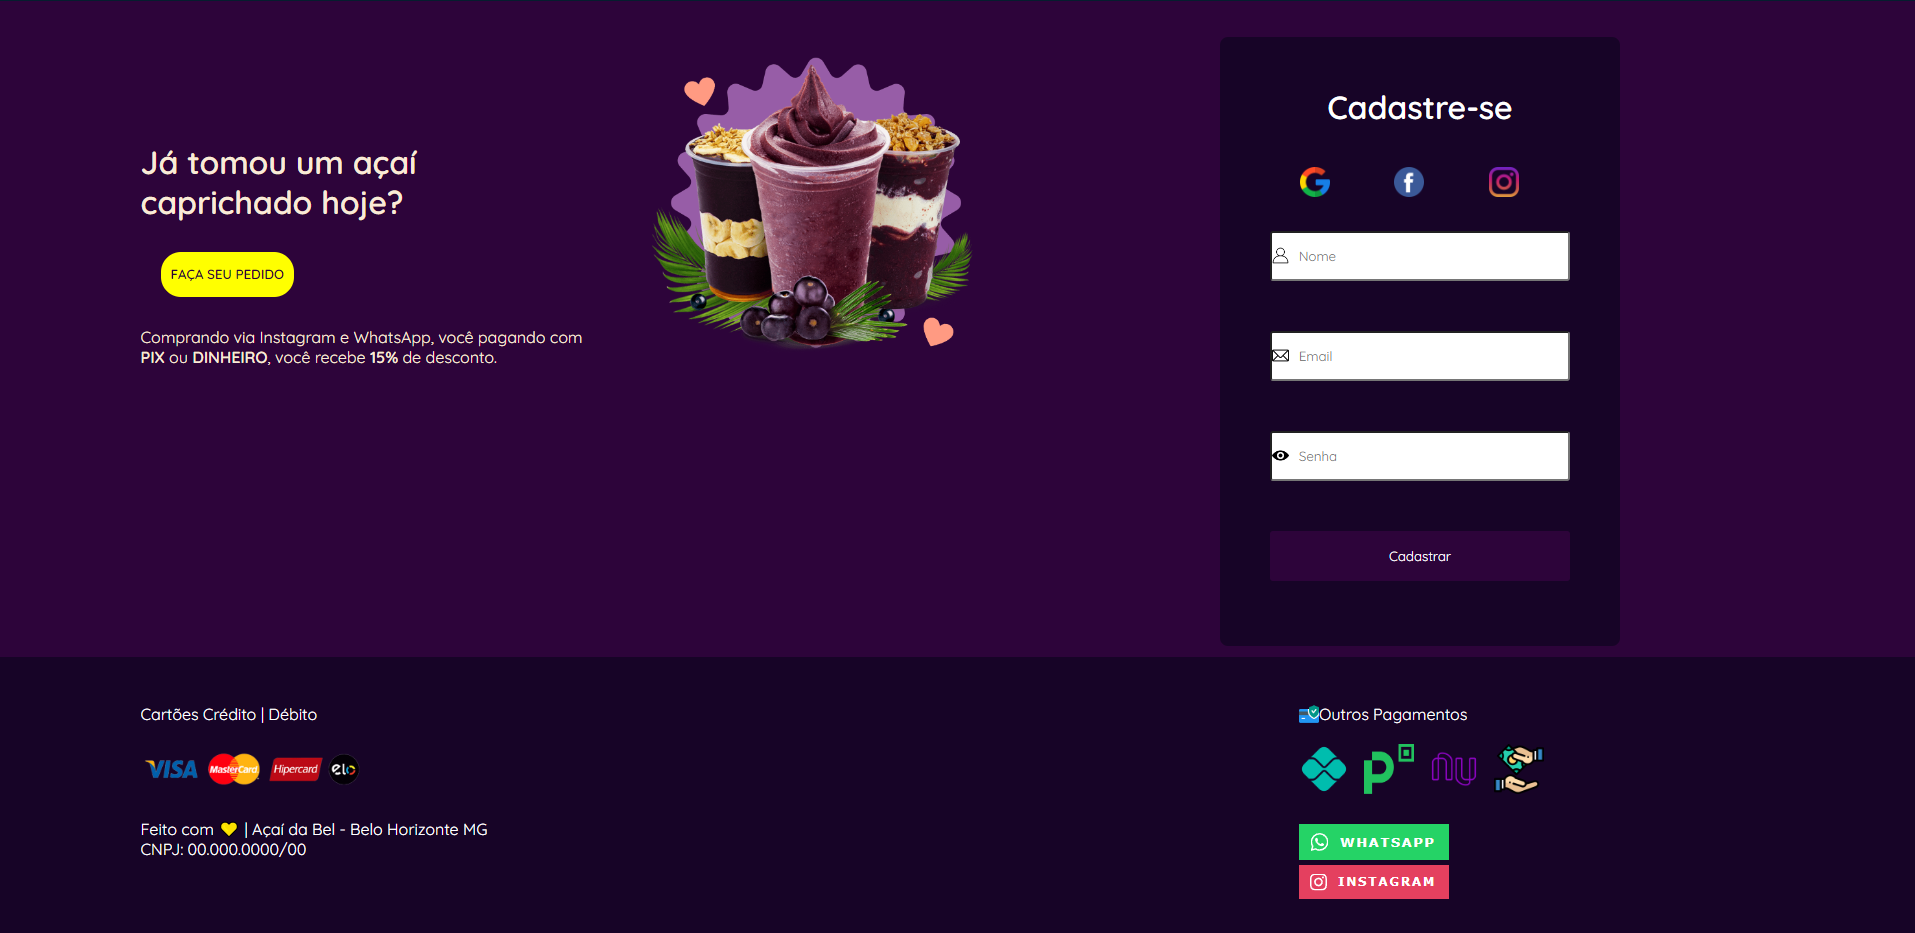 Já tomou um açaí
caprichado hoje?
FAÇA SEU PEDIDO
Comprando via Instagram e WhatsApp, você pagando com
PIX ou DINHEIRO, você recebe 15% de desconto.
Cadastre-se
Nome
Email
Senha
Cadastrar
Cartões Crédito | Débito
VISA MasterCard Hipercard elo
Feito com | Açaí da Bel - Belo Horizonte MG
CNPJ: 00.000.0000/00
Outros Pagamentos
WHATSAPP
INSTAGRAM